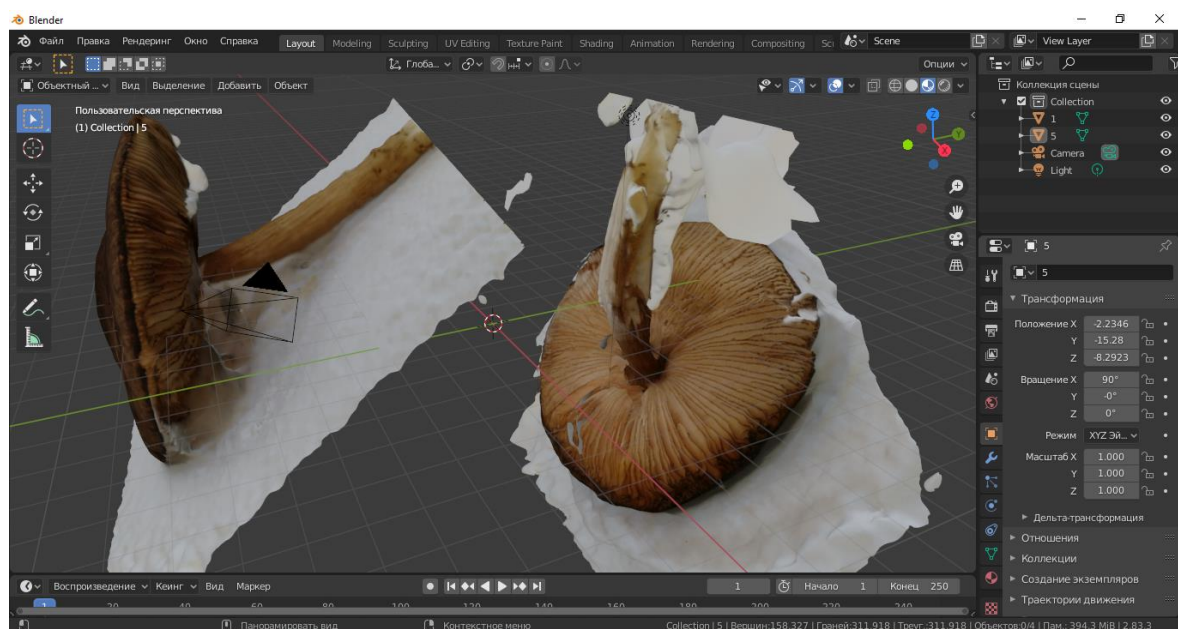 Blender
Файл Правка Рендеринг Окно Справка Layout Modeling Sculpting UV Editing Texture Paint Shading Animation Rendering Compositing Sc Scene View Layer
Глоба... Опции
Объектный ... Вид Выделение Добавить Объект
Пользовательская перспектива
(1) Collection | 5
Z
Y
X
Коллекция сцены
Collection
1
5
Camera
Light
5
5
Трансформация
Положение X -2.2346
Y -15.28
Z -8.2923
Вращение X 90°
Y -0°
Z 0°
Режим XYZ Эй...
Масштаб X 1.000
Y 1.000
Z 1.000
Дельта-трансформация
Отношения
Коллекции
Создание экземпляров
Траектории движения
Воспроизведение Кеинг Вид Маркер 1 Начало 1 Конец 250
1 20 40 60 80 100 120 140 160 180 200 220 240
Панорамировать вид Контекстное меню Collection | 5 | Вершин:158.327 | Граней:311.918 | Треуг.:311.918 | Объектов:0/4 | Пам.: 394.3 MiB | 2.83.3